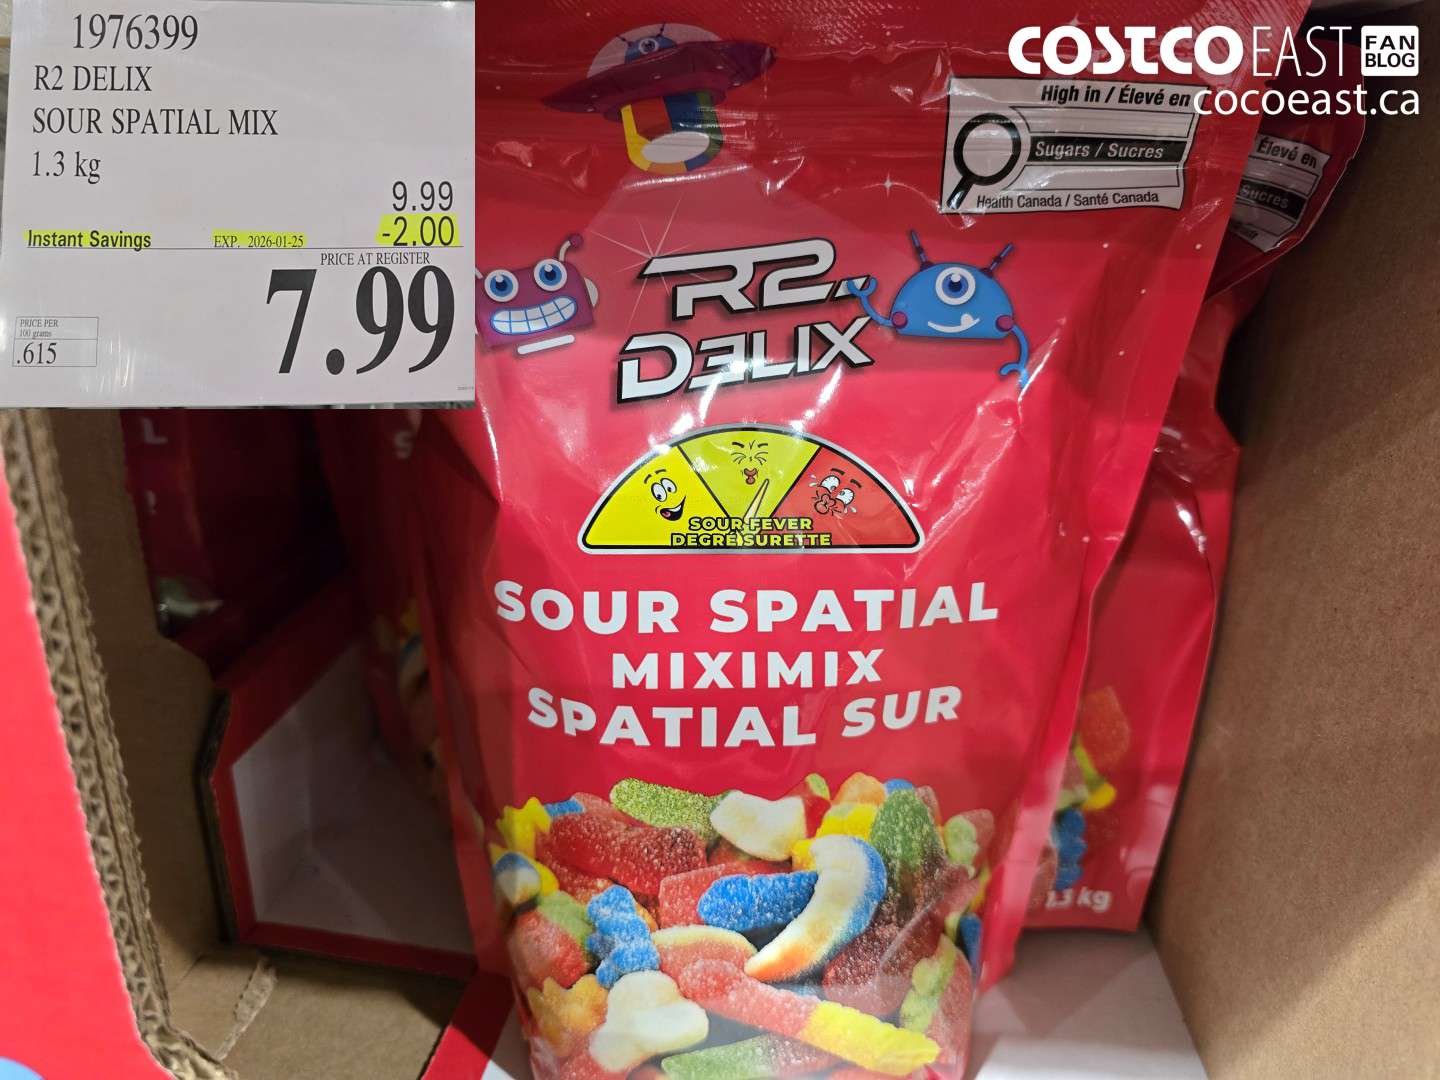 1976399
R2 DELIX
SOUR SPATIAL MIX
1.3 kg
9.99
Instant Savings EXP. 2026-01-25 -2.00
PRICE AT REGISTER
7.99
PRICE PER
100 grams
.615
COSTCO EAST FAN BLOG
cocoeast.ca
High in / Élevé en
Sugars / Sucres
Health Canada / Santé Canada
Élevé en
Sucres
R2
DELIX
SOUR FEVER
DEGRÉ SURETTE
SOUR SPATIAL
MIXIMIX
SPATIAL SUR
1.3 kg